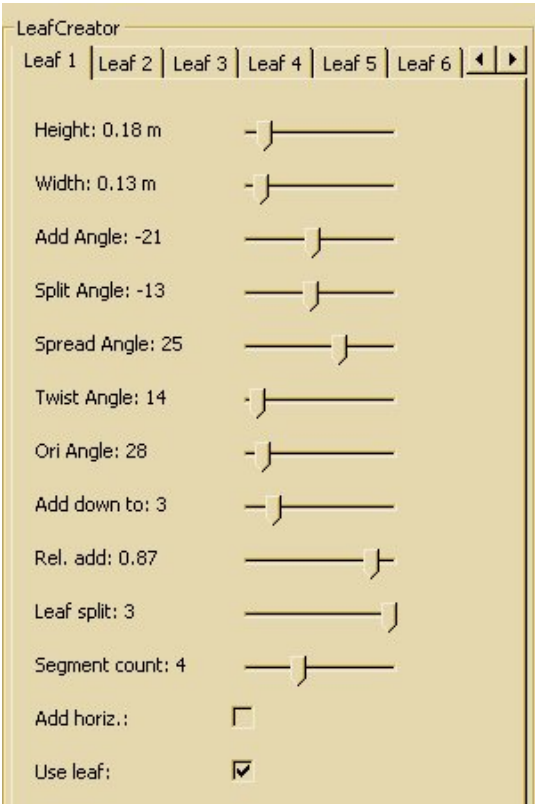 LeafCreator
Leaf 1 Leaf 2 Leaf 3 Leaf 4 Leaf 5 Leaf 6
Height: 0.18 m
Width: 0.13 m
Add Angle: -21
Split Angle: -13
Spread Angle: 25
Twist Angle: 14
Ori Angle: 28
Add down to: 3
Rel. add: 0.87
Leaf split: 3
Segment count: 4
Add horiz.:
Use leaf: